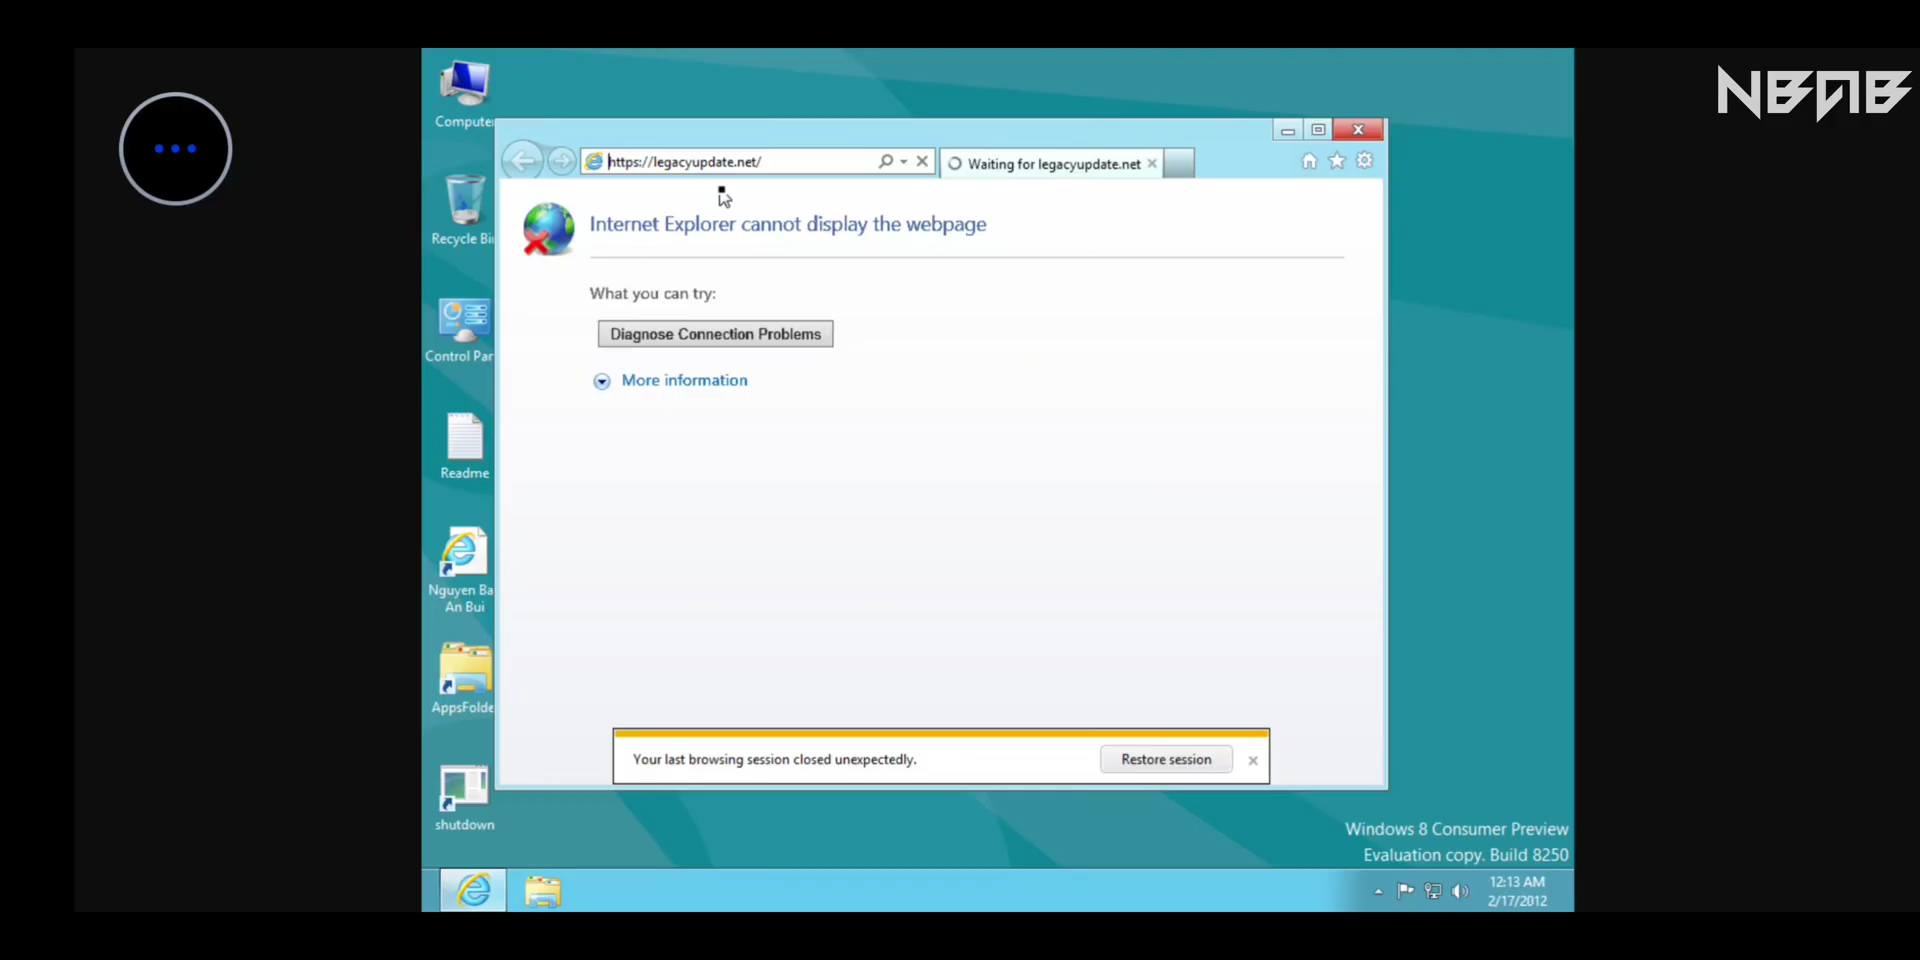 NBAB
Computer
https://legacyupdate.net/
Waiting for legacyupdate.net
Internet Explorer cannot display the webpage
What you can try:
Diagnose Connection Problems
More information
Recycle Bi
Control Par
Readme
Nguyen Ba
An Bui
AppsFolde
shutdown
Your last browsing session closed unexpectedly.
Restore session
Windows 8 Consumer Preview
Evaluation copy. Build 8250
12:13 AM
2/17/2012